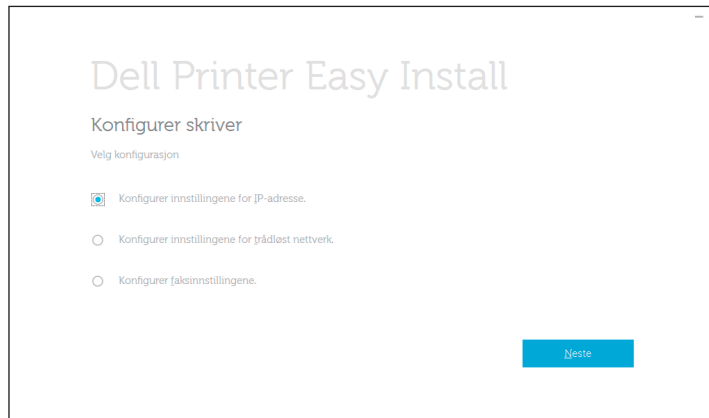 Dell Printer Easy Install
Konfigurer skriver
Velg konfigurasjon
Konfigurer innstillingene for IP-adresse.
Konfigurer innstillingene for trådløst nettverk.
Konfigurer faksinnstillingene.
Neste